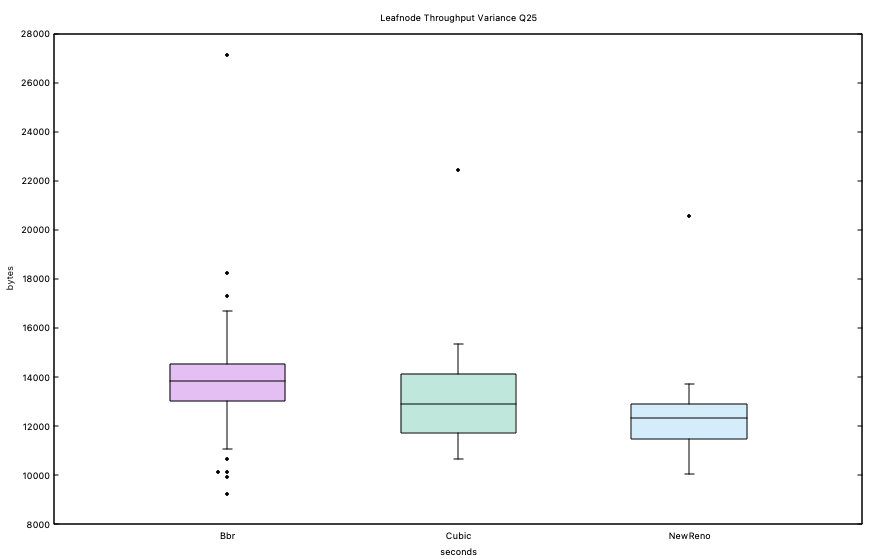 Leafnode Throughput Variance Q25
28000
26000
24000
22000
20000
18000
16000
14000
12000
10000
8000
bytes
Bbr
Cubic
NewReno
seconds